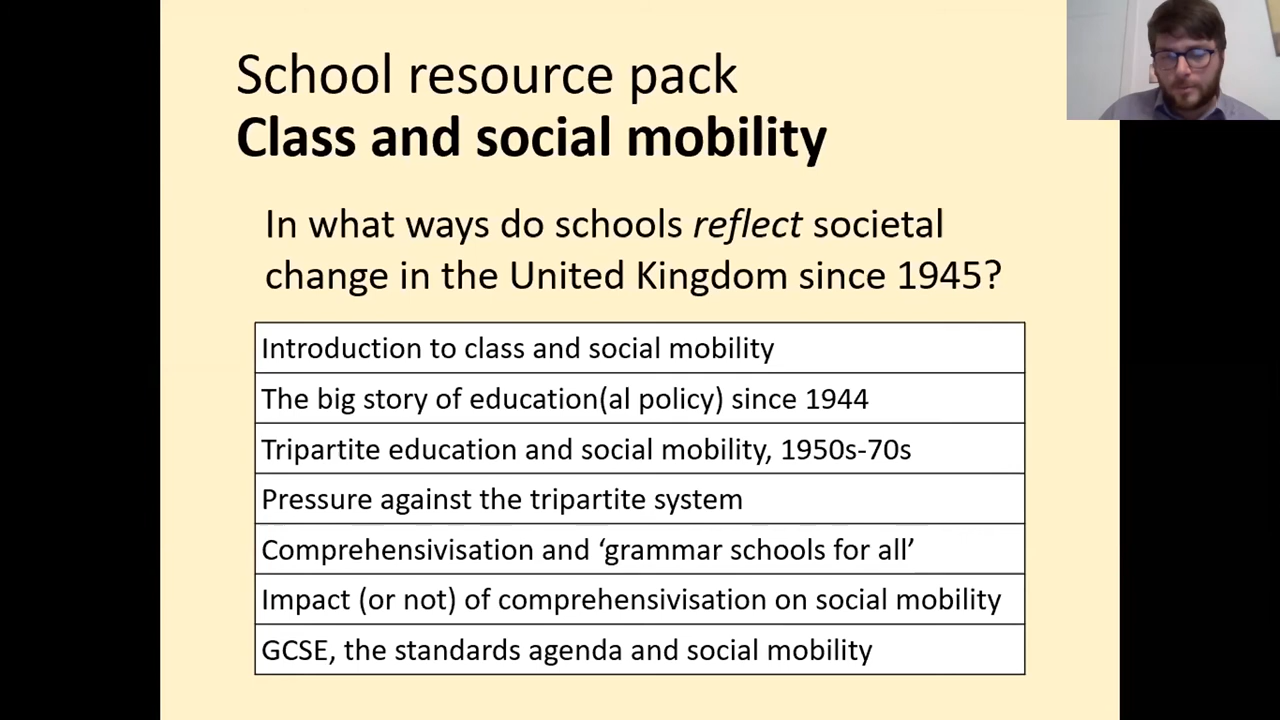 School resource pack
Class and social mobility
In what ways do schools reflect societal
change in the United Kingdom since 1945?
Introduction to class and social mobility
The big story of education(al policy) since 1944
Tripartite education and social mobility, 1950s-70s
Pressure against the tripartite system
Comprehensivisation and ‘grammar schools for all’
Impact (or not) of comprehensivisation on social mobility
GCSE, the standards agenda and social mobility